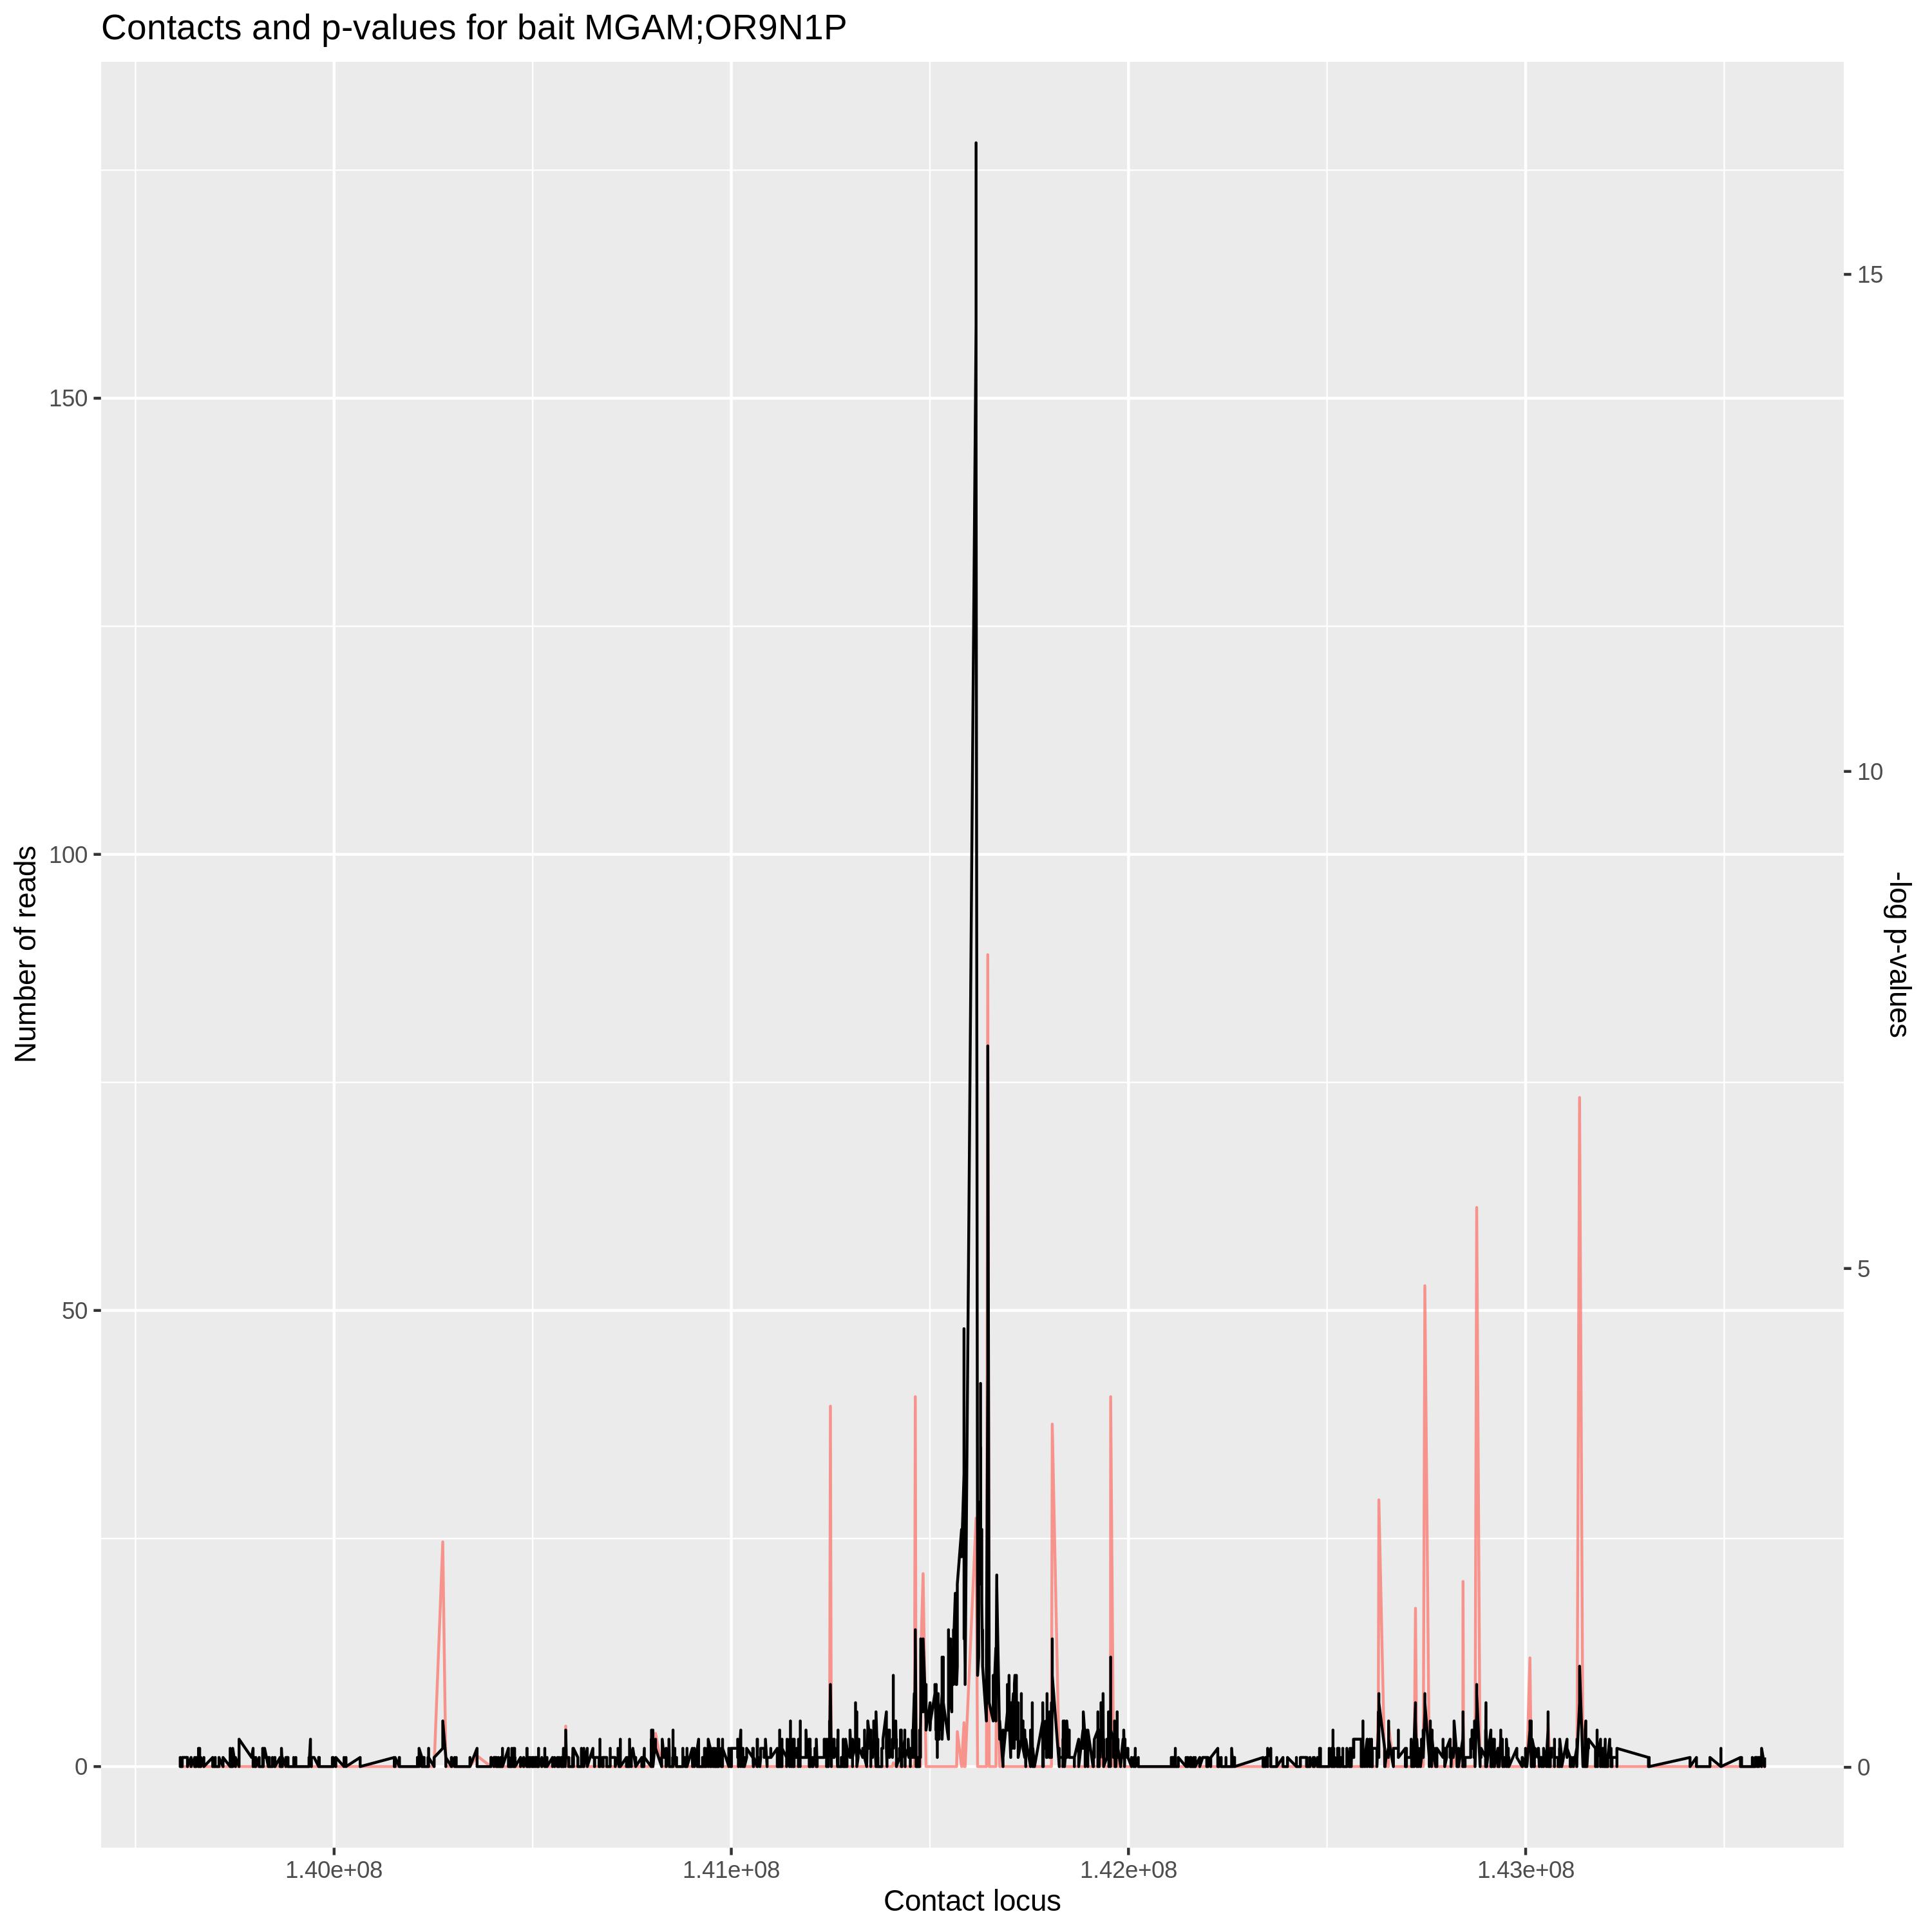 Contacts and p-values for bait MGAM;OR9N1P
Number of reads
150
100
50
0
15
10
5
0
-log p-values
1.40e+08
1.41e+08
1.42e+08
1.43e+08
Contact locus